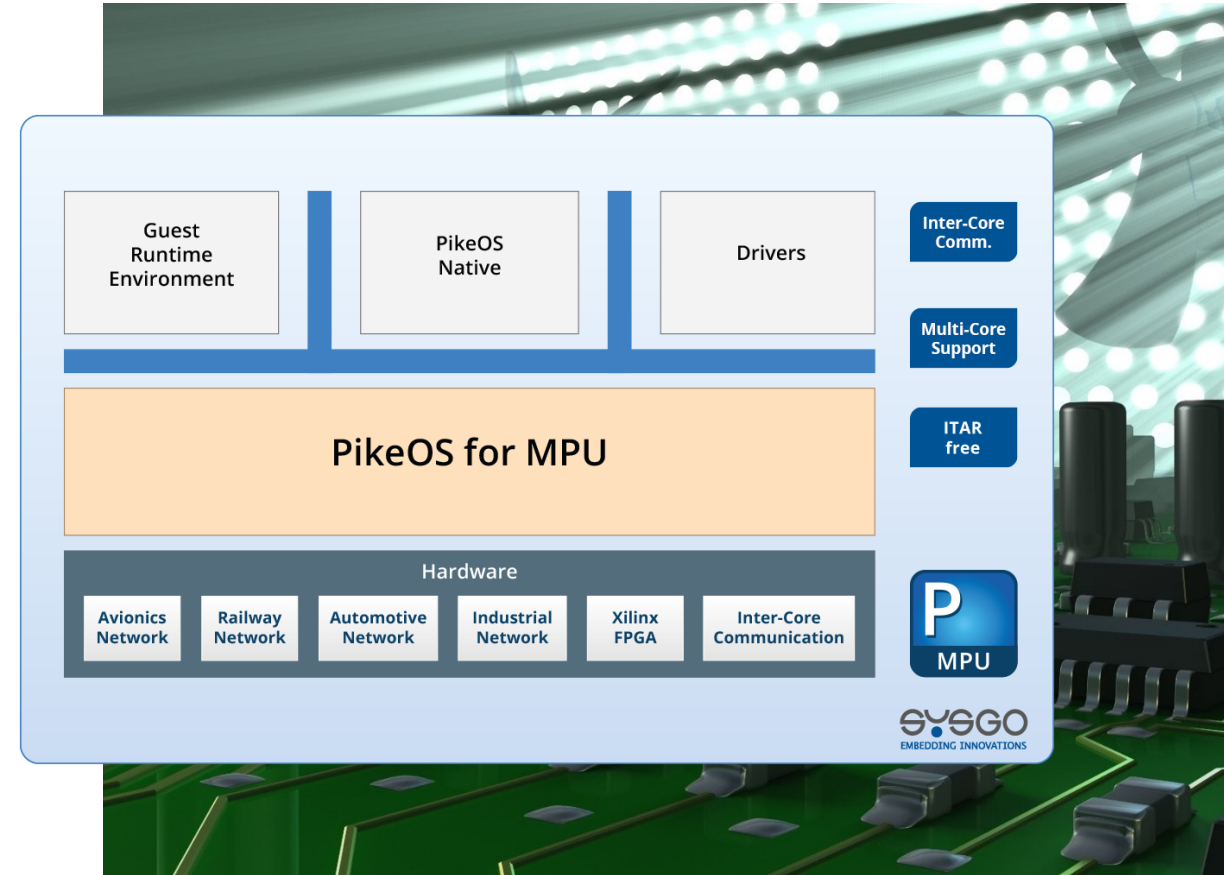 Guest
Runtime
Environment
PikeOS
Native
Drivers
Inter-Core
Comm.
Multi-Core
Support
ITAR
free
PikeOS for MPU
Hardware
Avionics
Network
Railway
Network
Automotive
Network
Industrial
Network
Xilinx
FPGA
Inter-Core
Communication
P
MPU
SYSGO
EMBEDDING INNOVATIONS